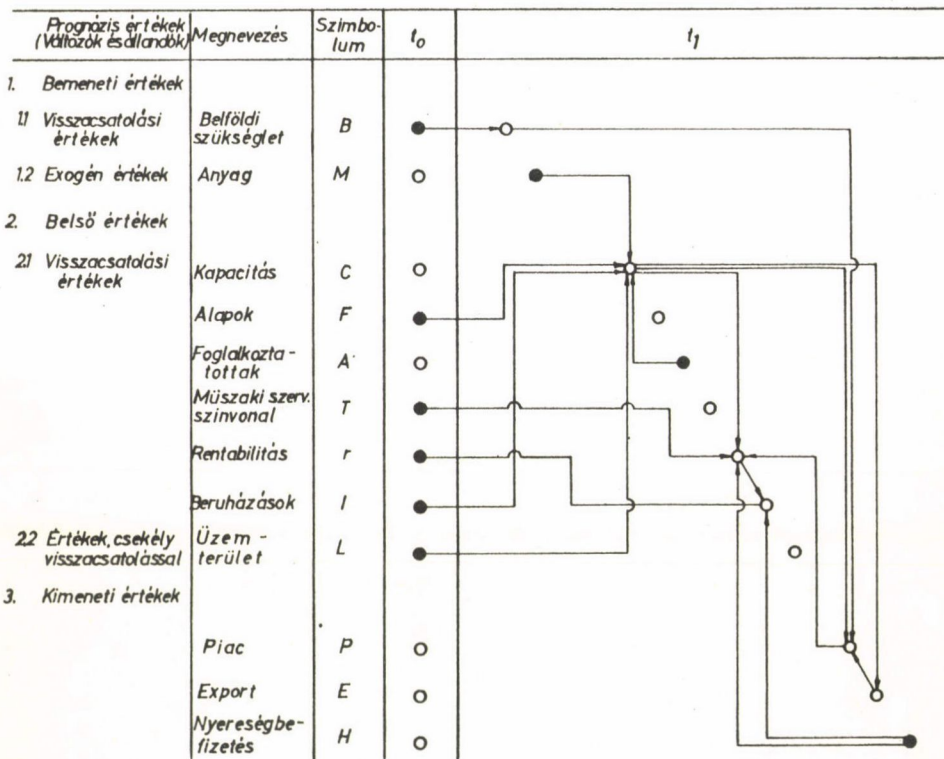 Prognózis értékek
(Változók és állandók)
Megnevezés
Szimbo-
lum
t₀
t₁
1. Bemeneti értékek
1.1 Visszacsatolási
értékek
Belföldi
szükséglet
B
1.2 Exogén értékek
Anyag
M
2. Belső értékek
2.1 Visszacsatolási
értékek
Kapacitás
C
Alapok
F
Foglalkozta-
tottak
A
Műszaki szerv.
szinvonal
T
Rentabilitás
r
Beruházások
I
2.2 Értékek, csekély
visszacsatolással
Üzem-
terület
L
3. Kimeneti értékek
Piac
P
Export
E
Nyereségbe-
fizetés
H